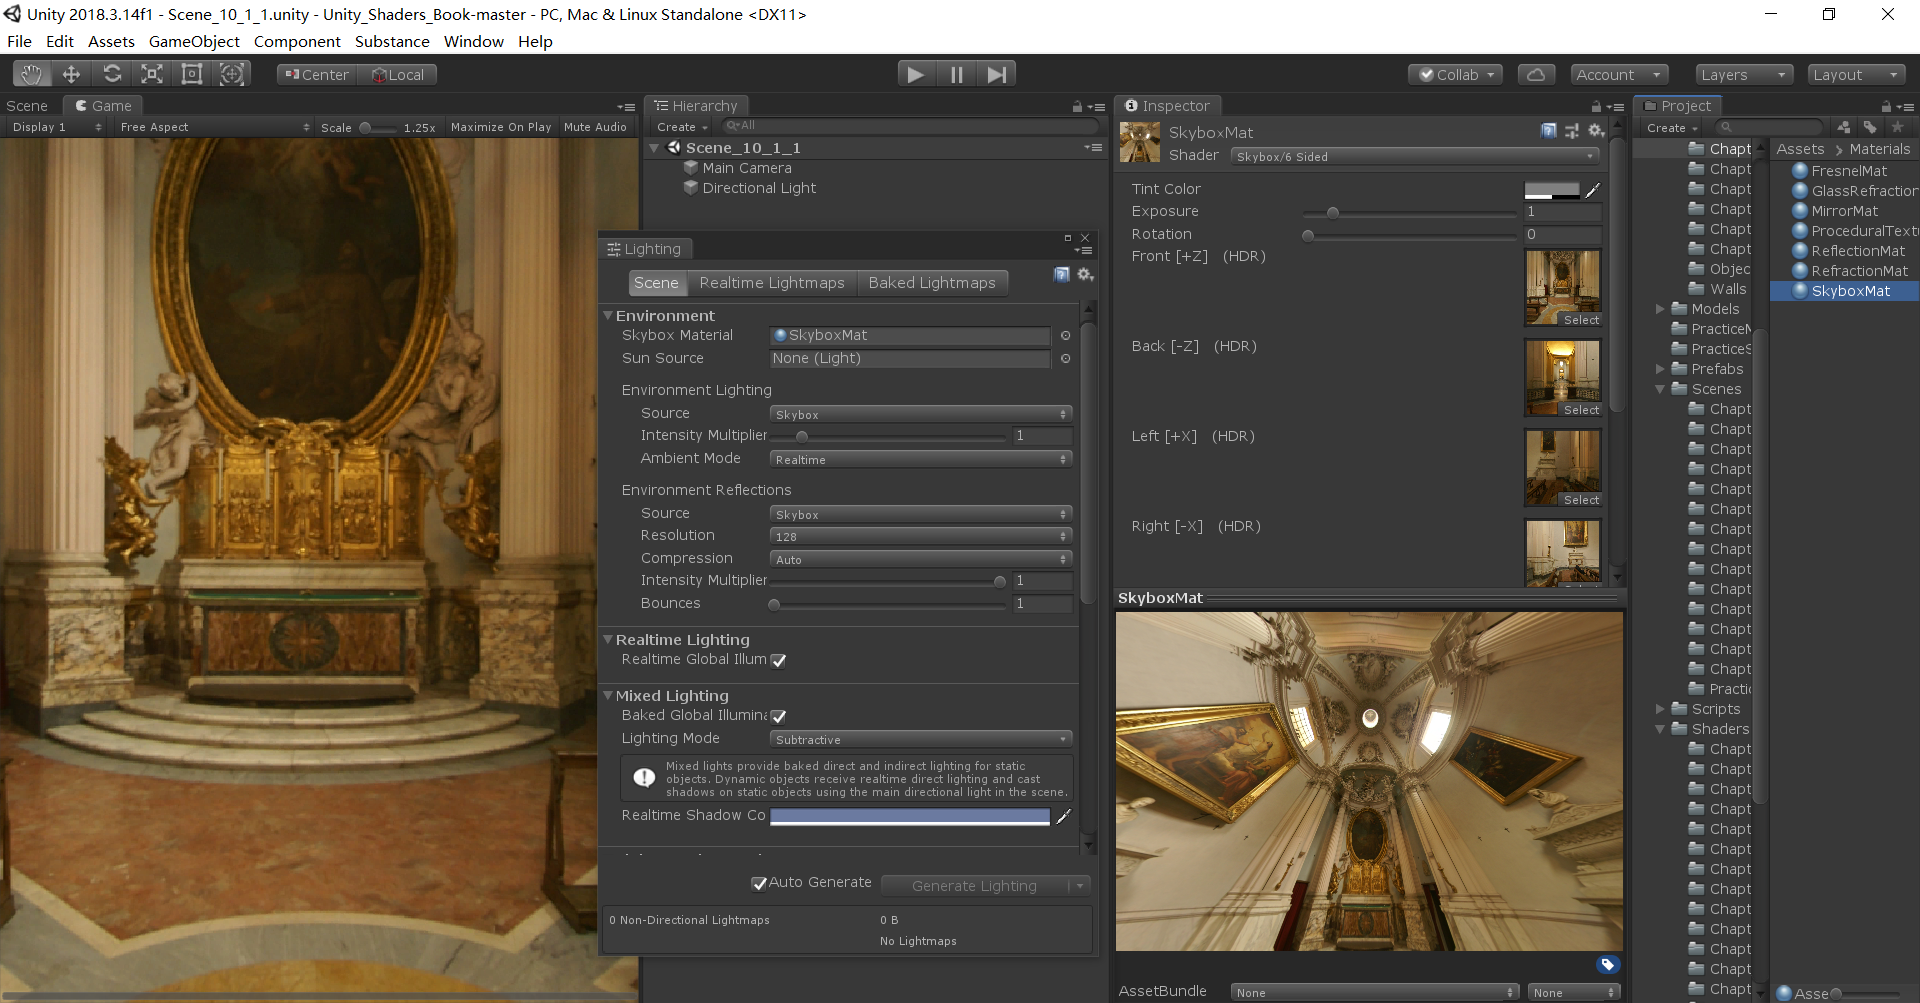 Unity 2018.3.14f1 - Scene_10_1_1.unity - Unity_Shaders_Book-master - PC, Mac & Linux Standalone <DX11>
File Edit Assets GameObject Component Substance Window Help
Center Local Collab Account Layers Layout
Scene Game
Display 1 Free Aspect Scale 1.25x Maximize On Play Mute Audio
Hierarchy
Create All
Scene_10_1_1
Main Camera
Directional Light
Lighting
Scene Realtime Lightmaps Baked Lightmaps
Environment
Skybox Material SkyboxMat
Sun Source None (Light)
Environment Lighting
Source Skybox
Intensity Multiplier 1
Ambient Mode Realtime
Environment Reflections
Source Skybox
Resolution 128
Compression Auto
Intensity Multiplier 1
Bounces 1
Realtime Lighting
Realtime Global Illum
Mixed Lighting
Baked Global Illumina
Lighting Mode Subtractive
Mixed lights provide baked direct and indirect lighting for static
objects. Dynamic objects receive realtime direct lighting and cast
shadows on static objects using the main directional light in the scene.
Realtime Shadow Co
Auto Generate Generate Lighting
0 Non-Directional Lightmaps 0 B
No Lightmaps
Inspector
SkyboxMat
Shader Skybox/6 Sided
Tint Color
Exposure 1
Rotation 0
Front [+Z] (HDR)
Select
Back [-Z] (HDR)
Select
Left [+X] (HDR)
Select
Right [-X] (HDR)
SkyboxMat
AssetBundle None None
Project
Create
Chapt
Chapt
Chapt
Chapt
Chapt
Chapt
Objec
Walls
Models
PracticeM
PracticeS
Prefabs
Scenes
Chapt
Chapt
Chapt
Chapt
Chapt
Chapt
Chapt
Chapt
Chapt
Chapt
Chapt
Chapt
Chapt
Chapt
Practic
Scripts
Shaders
Chapt
Chapt
Chapt
Chapt
Chapt
Chapt
Chapt
Chapt
Chapt
Chapt
Chapt
Chapt
Chapt
Assets Materials
FresnelMat
GlassRefraction
MirrorMat
ProceduralTextu
ReflectionMat
RefractionMat
SkyboxMat
Asse